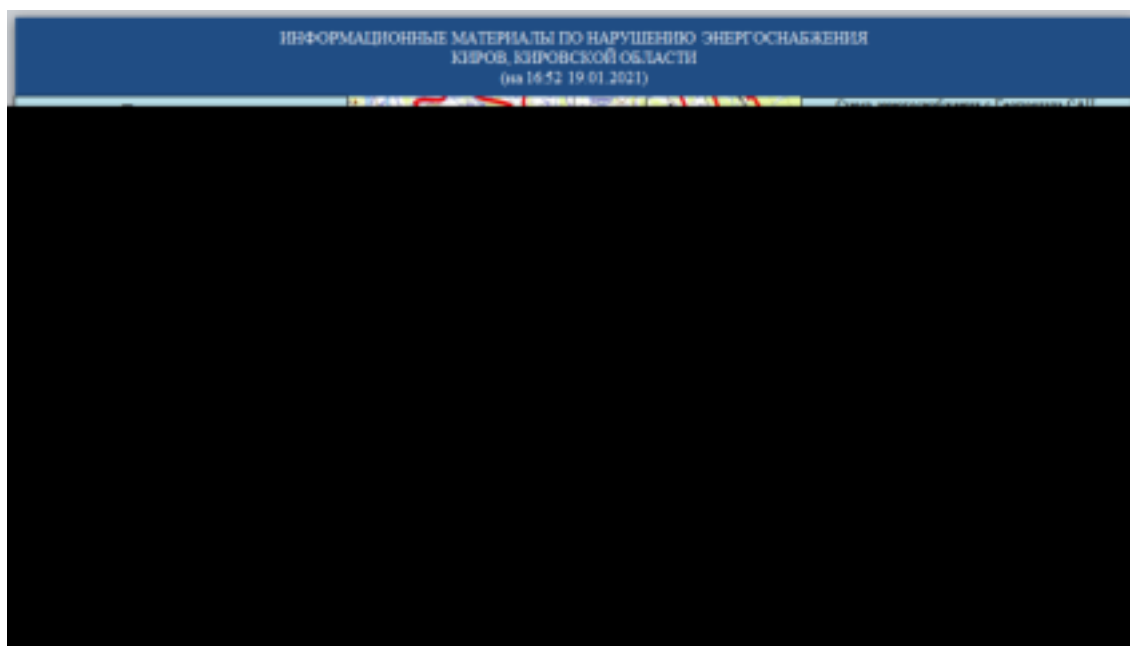 ИНФОРМАЦИОННЫЕ МАТЕРИАЛЫ ПО НАРУШЕНИЮ ЭНЕРГОСНАБЖЕНИЯ
КИРОВ, КИРОВСКОЙ ОБЛАСТИ
(на 16:52 19.01.2021)